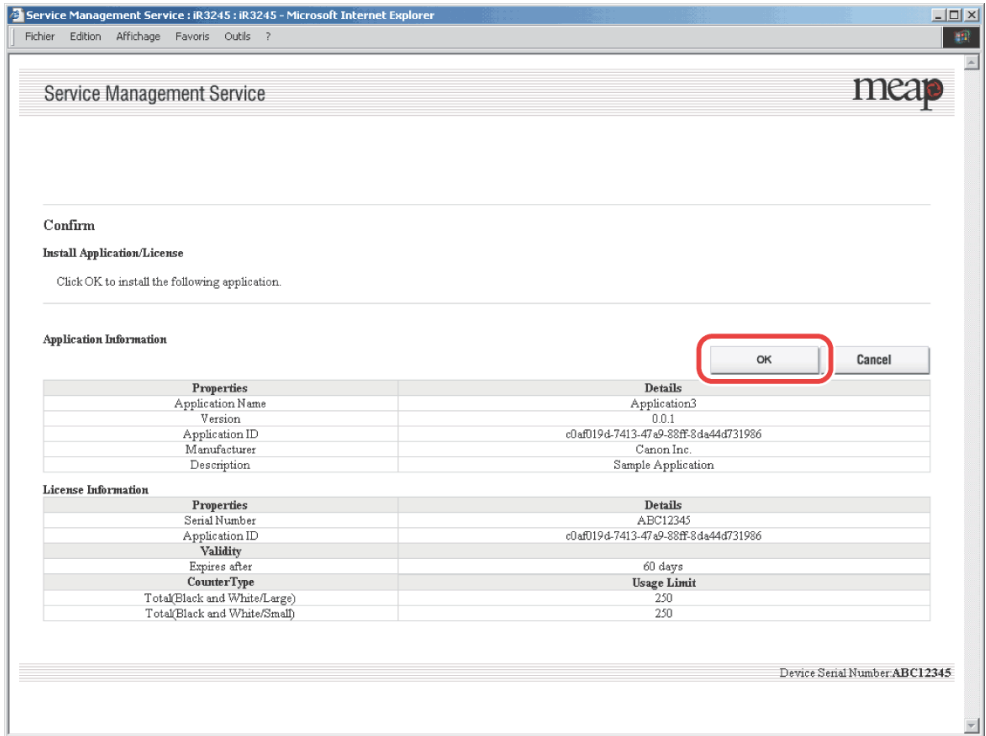 Service Management Service : iR3245 : iR3245 - Microsoft Internet Explorer
Fichier Edition Affichage Favoris Outils ?
Service Management Service
meap
Confirm
Install Application/License
Click OK to install the following application.
Application Information
OK Cancel
Properties Details
Application Name Application3
Version 0.0.1
Application ID c0af019d-7413-47a9-88ff-8da44d731986
Manufacturer Canon Inc.
Description Sample Application
License Information
Properties Details
Serial Number ABC12345
Application ID c0af019d-7413-47a9-88ff-8da44d731986
Validity
Expires after 60 days
CounterType Usage Limit
Total(Black and White/Large) 250
Total(Black and White/Small) 250
Device Serial Number:ABC12345